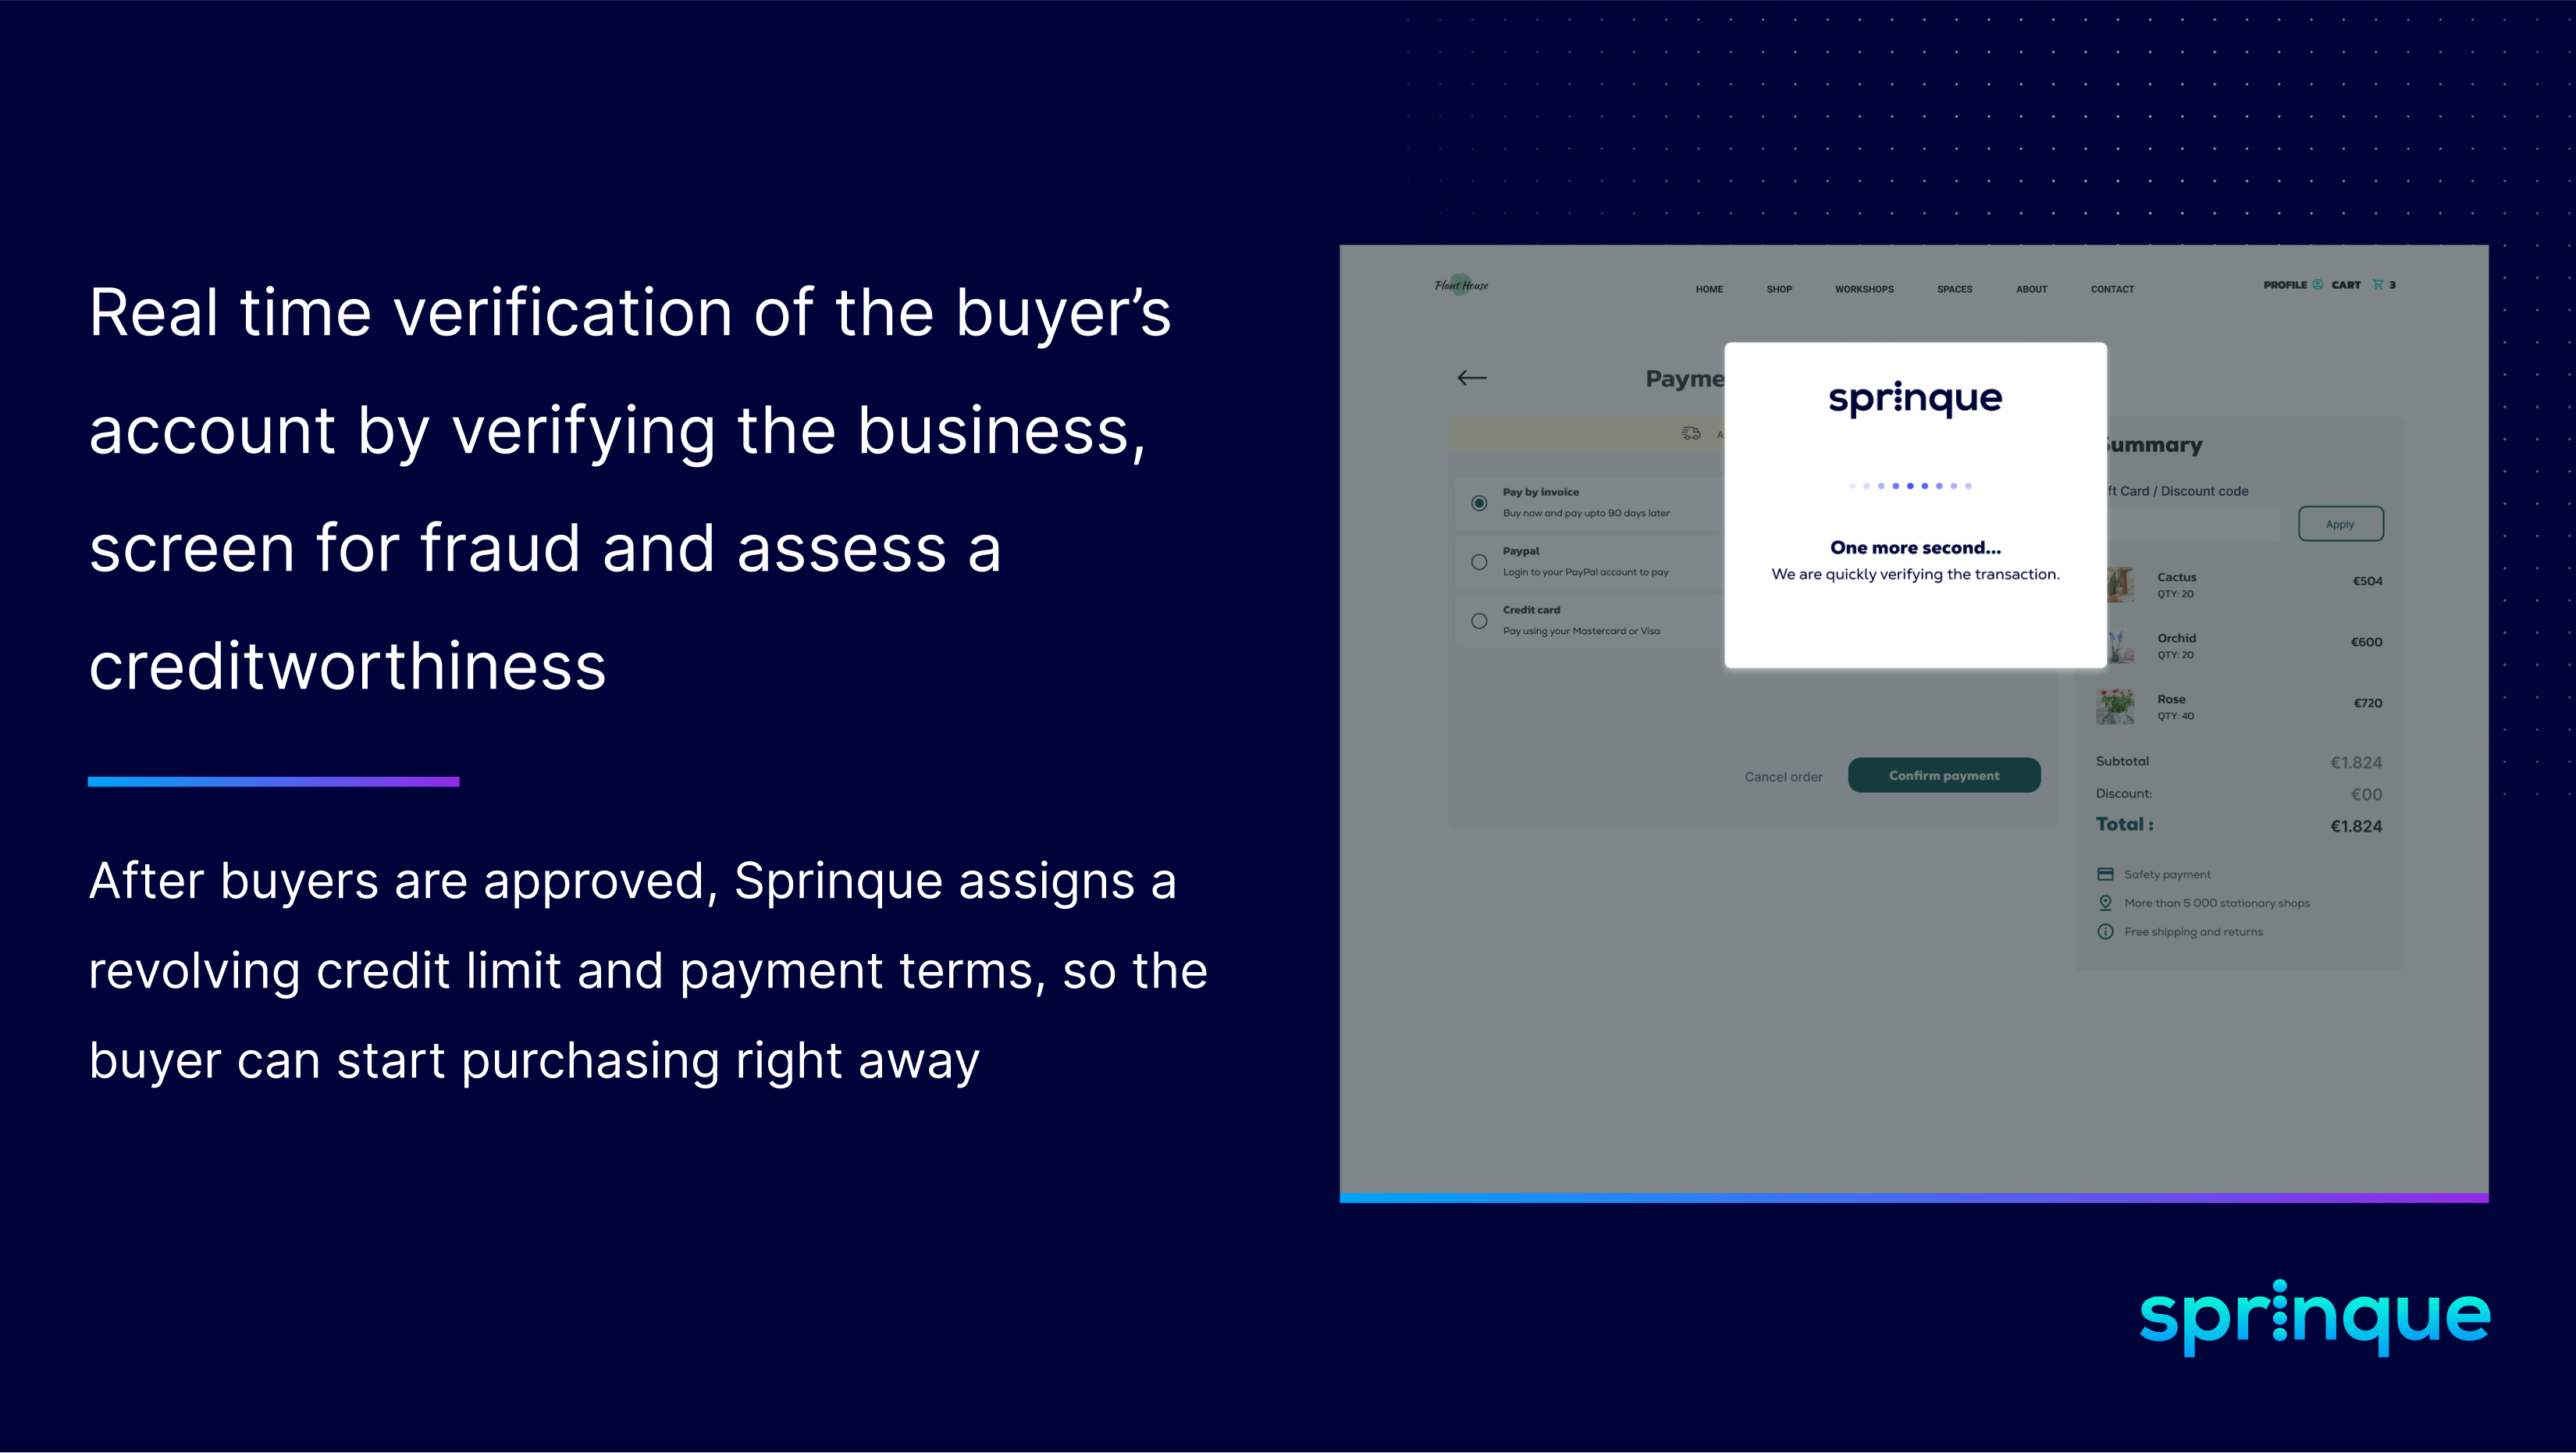 Real time verification of the buyer’s
account by verifying the business,
screen for fraud and assess a
creditworthiness
After buyers are approved, Sprinque assigns a
revolving credit limit and payment terms, so the
buyer can start purchasing right away
Plant House
HOME SHOP WORKSHOPS SPACES ABOUT CONTACT
PROFILE CART 3
Payme
A
Pay by invoice
Buy now and pay upto 90 days later
Paypal
Login to your PayPal account to pay
Credit card
Pay using your Mastercard or Visa
Cancel order
Confirm payment
sprinque
One more second...
We are quickly verifying the transaction.
ummary
ft Card / Discount code
Apply
Cactus €504
QTY: 20
Orchid €600
QTY: 20
Rose €720
QTY: 40
Subtotal €1.824
Discount: €00
Total : €1.824
Safety payment
More than 5 000 stationary shops
Free shipping and returns
sprinque